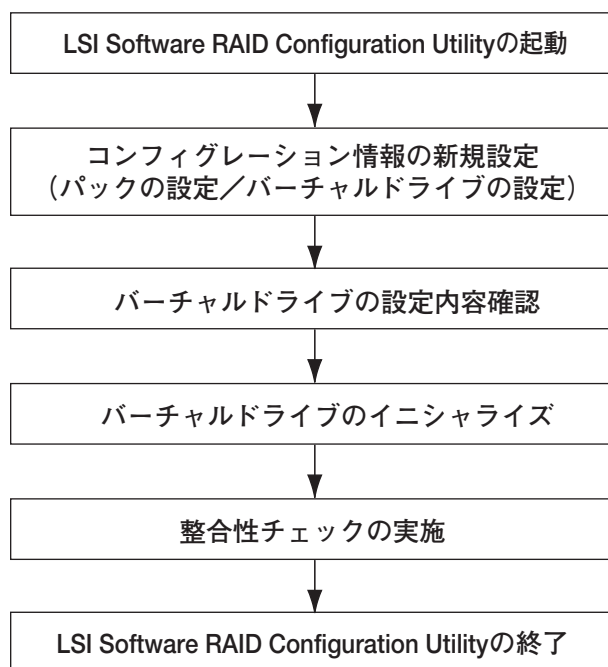 LSI Software RAID Configuration Utilityの起動
コンフィグレーション情報の新規設定
（パックの設定／バーチャルドライブの設定）
バーチャルドライブの設定内容確認
バーチャルドライブのイニシャライズ
整合性チェックの実施
LSI Software RAID Configuration Utilityの終了